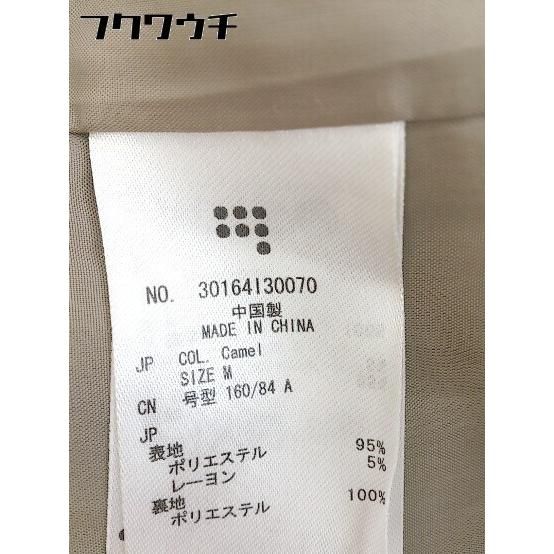 フクワウチ
NO. 30164I30070
中国製
MADE IN CHINA
JP COL. Camel
SIZE M
CN 号型 160/84 A
JP
表地
ポリエステル 95%
レーヨン 5%
裏地
ポリエステル 100%